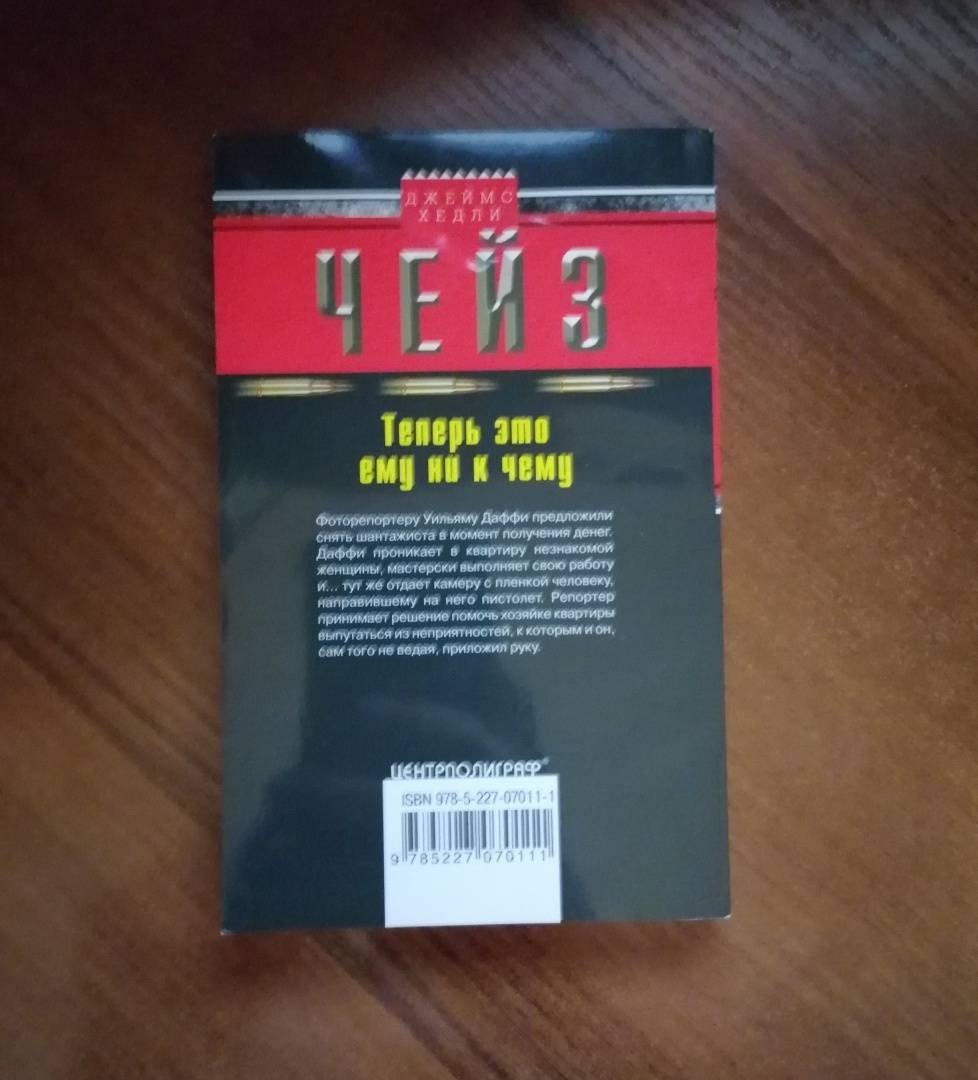 ДЖЕЙМС
ХЕДЛИ
ЧЕЙЗ
Теперь это
ему ни к чему
Фоторепортеру Уильяму Даффи предложили
снять шантажиста в момент получения денег.
Даффи проникает в квартиру незнакомой
женщины, мастерски выполняет свою работу
и... тут же отдает камеру с пленкой человеку,
направившему на него пистолет. Репортер
принимает решение помочь хозяйке квартиры
выпутаться из неприятностей, к которым и он,
сам того не ведая, приложил руку.
ЦЕНТРПОЛИГРАФ®
ISBN 978-5-227-07011-1
9 785227 070111